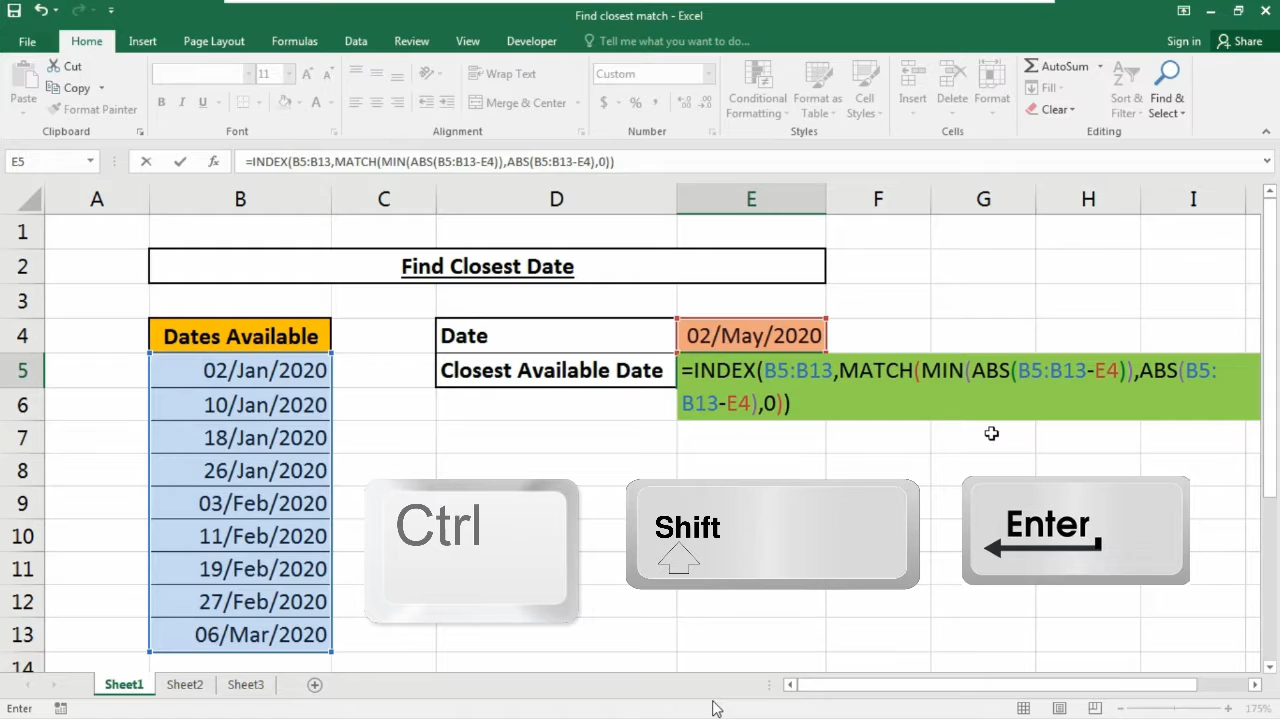 Find closest match - Excel
File Home Insert Page Layout Formulas Data Review View Developer Tell me what you want to do... Sign in Share
Paste
Cut
Copy
Format Painter
11
Wrap Text
Merge & Center
Custom
Conditional Formatting
Format as Table
Cell Styles
Insert
Delete
Format
AutoSum
Fill
Clear
Sort & Filter
Find & Select
Clipboard Font Alignment Number Styles Cells Editing
E5 fx =INDEX(B5:B13,MATCH(MIN(ABS(B5:B13-E4)),ABS(B5:B13-E4),0))
A B C D E F G H I
1
2 Find Closest Date
3
4 Dates Available Date 02/May/2020
5 02/Jan/2020 Closest Available Date =INDEX(B5:B13,MATCH(MIN(ABS(B5:B13-E4)),ABS(B5:
6 10/Jan/2020 B13-E4),0))
7 18/Jan/2020
8 26/Jan/2020
9 03/Feb/2020 Ctrl Shift Enter
10 11/Feb/2020
11 19/Feb/2020
12 27/Feb/2020
13 06/Mar/2020
14
Sheet1 Sheet2 Sheet3
Enter 175%